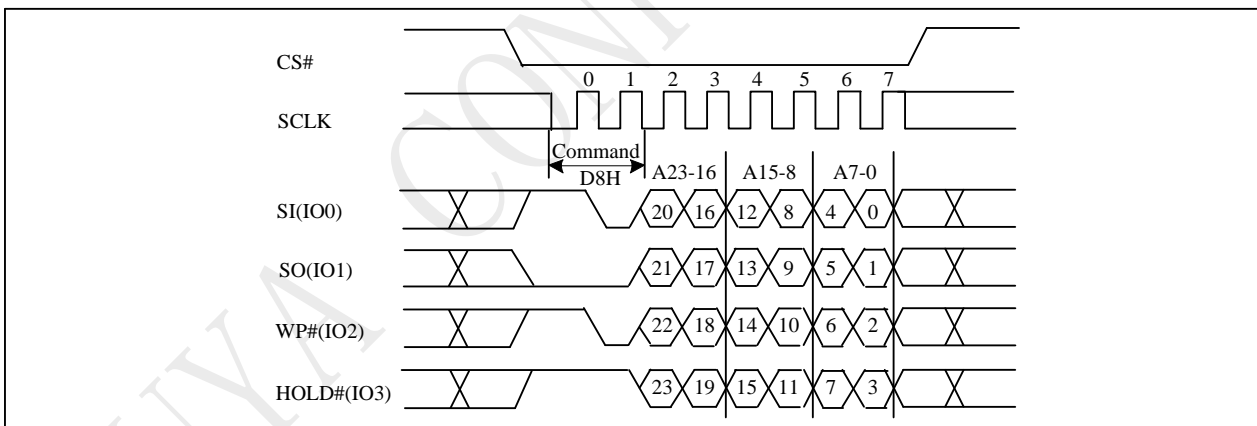 CS#
0 1 2 3 4 5 6 7
SCLK
Command
D8H
A23-16 A15-8 A7-0
SI(IO0) 20 16 12 8 4 0
SO(IO1) 21 17 13 9 5 1
WP#(IO2) 22 18 14 10 6 2
HOLD#(IO3) 23 19 15 11 7 3